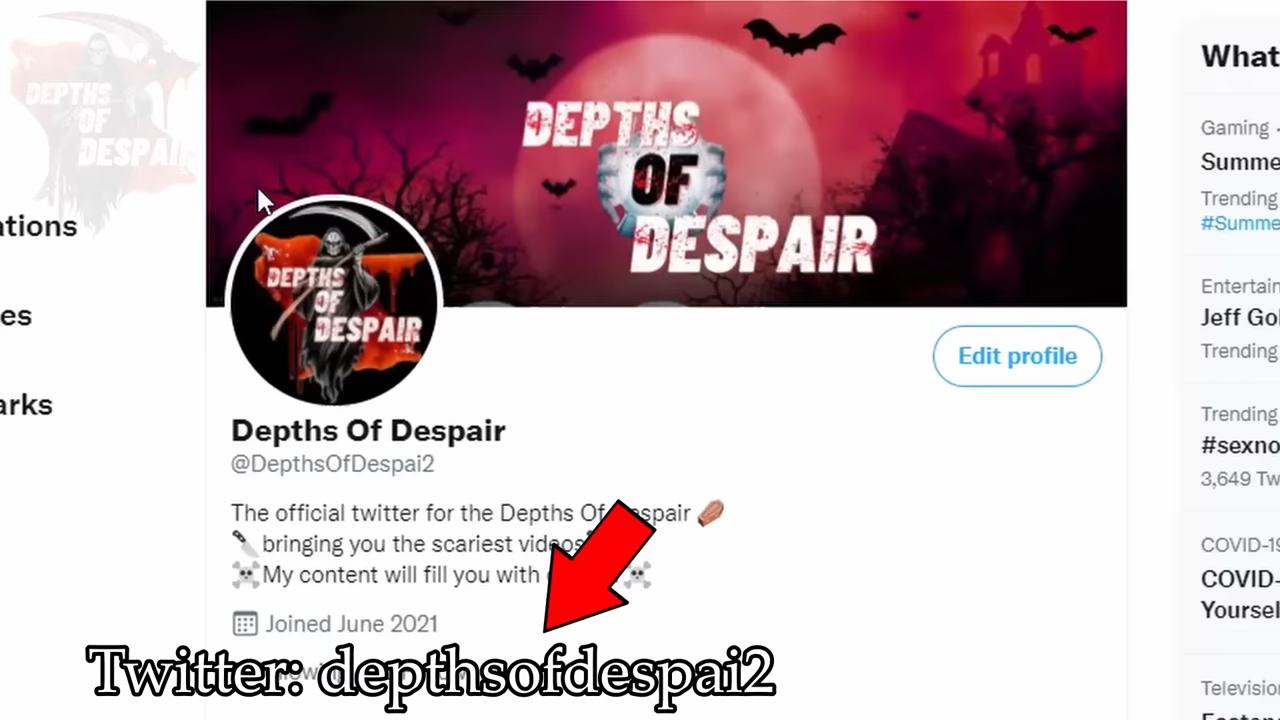 DEPTHS
OF
DESPAIR
ations
es
arks
DEPTHS
OF
DESPAIR
DEPTHS
OF
DESPAIR
Edit profile
Depths Of Despair
@DepthsOfDespai2
The official twitter for the Depths Of
bringing you the scariest videos
My content will fill you with
Joined June 2021
Twitter: depthsofdespai2
What
Gaming ·
Summe
Trending
#Summe
Entertain
Jeff Gol
Trending
Trending
#sexno
3,649 Tw
COVID-19
COVID-
Yoursel
Television